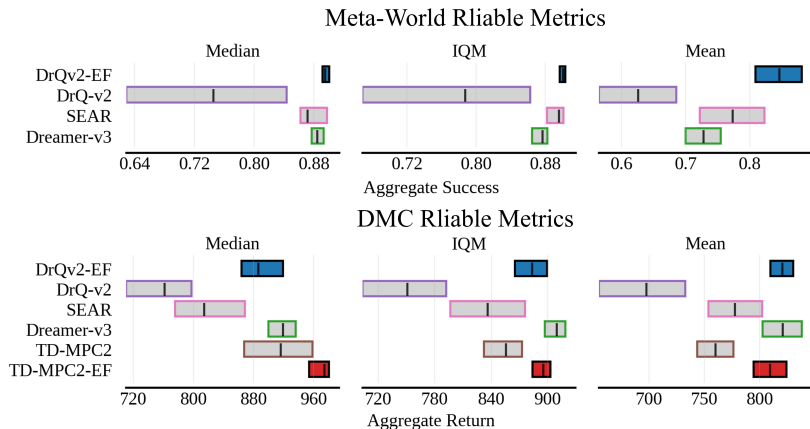 Meta-World Rliable Metrics
Median IQM Mean
DrQv2-EF
DrQ-v2
SEAR
Dreamer-v3
0.64 0.72 0.80 0.88 0.72 0.80 0.88 0.6 0.7 0.8
Aggregate Success
DMC Rliable Metrics
Median IQM Mean
DrQv2-EF
DrQ-v2
SEAR
Dreamer-v3
TD-MPC2
TD-MPC2-EF
720 800 880 960 720 780 840 900 700 750 800
Aggregate Return